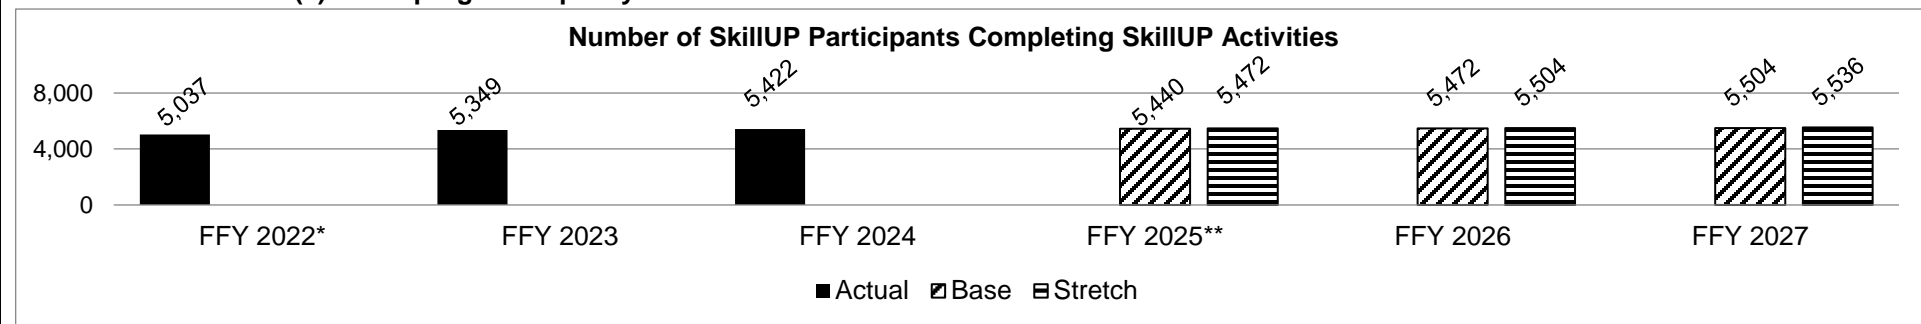 Number of SkillUP Participants Completing SkillUP Activities
8,000
4,000
0
5,037
5,349
5,422
5,440
5,472
5,472
5,504
5,504
5,536
FFY 2022*
FFY 2023
FFY 2024
FFY 2025**
FFY 2026
FFY 2027
Actual Base Stretch